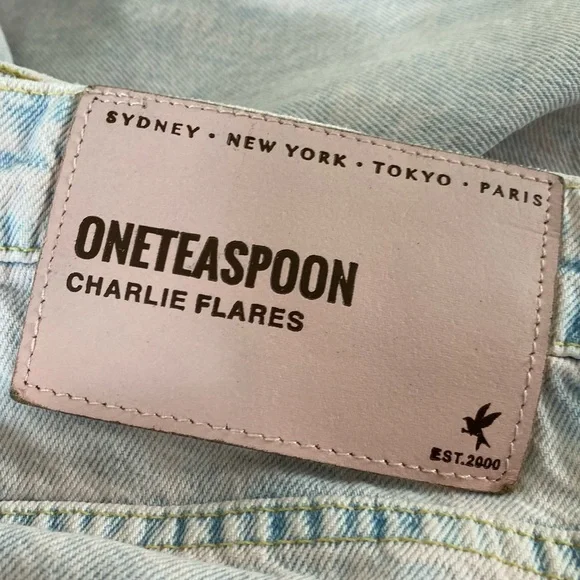 SYDNEY · NEW YORK · TOKYO · PARIS
ONETEASPOON
CHARLIE FLARES
EST.2000